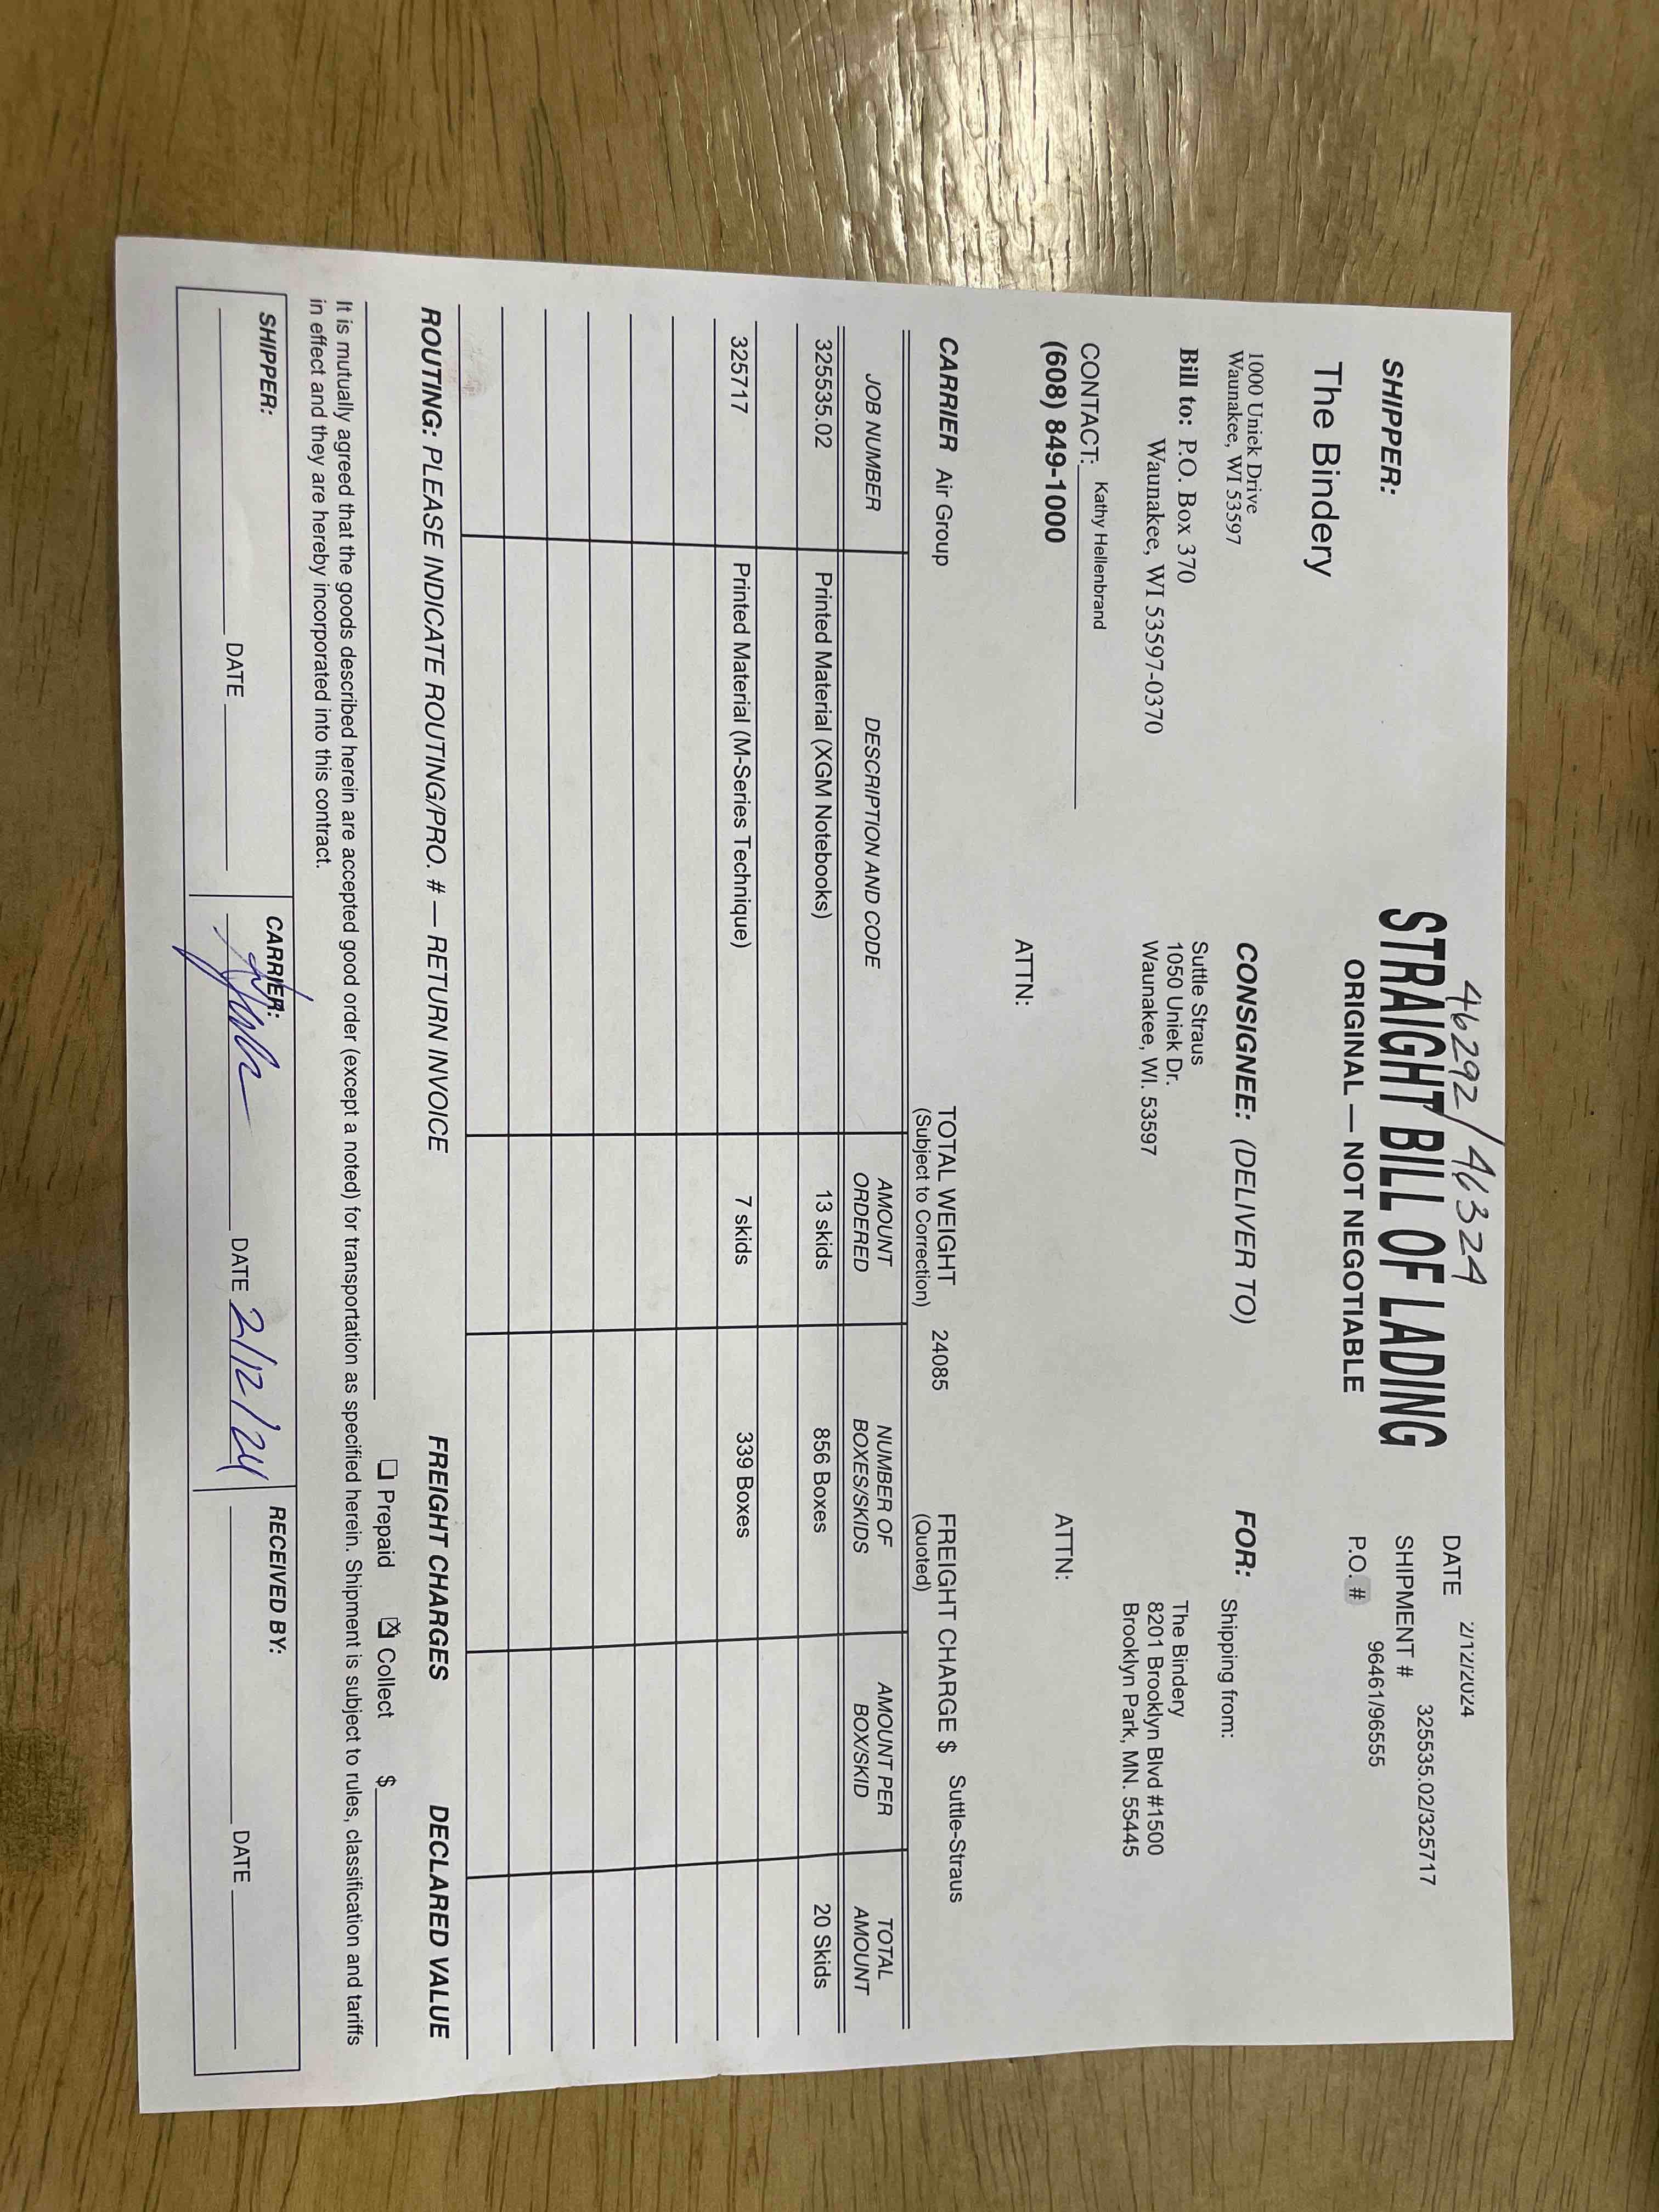 46292/46324
STRAIGHT BILL OF LADING
ORIGINAL — NOT NEGOTIABLE
DATE 2/12/2024
SHIPMENT # 325535.02/325717
P.O. # 96461/96555
SHIPPER:
The Bindery
1000 Uniek Drive
Waunakee, WI 53597
Bill to: P.O. Box 370
Waunakee, WI 53597-0370
CONTACT: Kathy Hellenbrand
(608) 849-1000
CONSIGNEE: (DELIVER TO)
Suttle Straus
1050 Uniek Dr.
Waunakee, WI. 53597
ATTN:
FOR: Shipping from:
The Bindery
8201 Brooklyn Blvd #1500
Brooklyn Park, MN. 55445
ATTN:
CARRIER Air Group
TOTAL WEIGHT 24085
(Subject to Correction)
FREIGHT CHARGE $ Suttle-Straus
(Quoted)
JOB NUMBER DESCRIPTION AND CODE AMOUNT ORDERED NUMBER OF BOXES/SKIDS AMOUNT PER BOX/SKID TOTAL AMOUNT
325535.02 Printed Material (XGM Notebooks) 13 skids 856 Boxes 20 Skids
325717 Printed Material (M-Series Technique) 7 skids 339 Boxes
ROUTING: PLEASE INDICATE ROUTING/PRO. # — RETURN INVOICE
FREIGHT CHARGES
DECLARED VALUE
Prepaid Collect $
It is mutually agreed that the goods described herein are accepted good order (except a noted) for transportation as specified herein. Shipment is subject to rules, classification and tariffs
in effect and they are hereby incorporated into this contract.
SHIPPER: CARRIER: RECEIVED BY:
DATE DATE 2/12/24 DATE